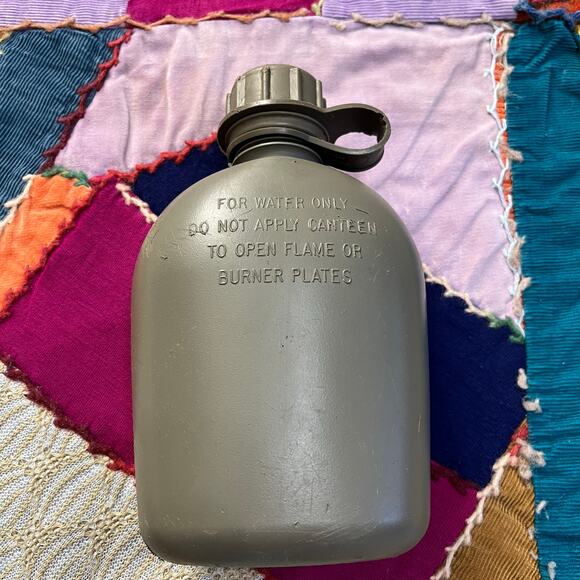 FOR WATER ONLY
DO NOT APPLY CANTEEN
TO OPEN FLAME OR
BURNER PLATES